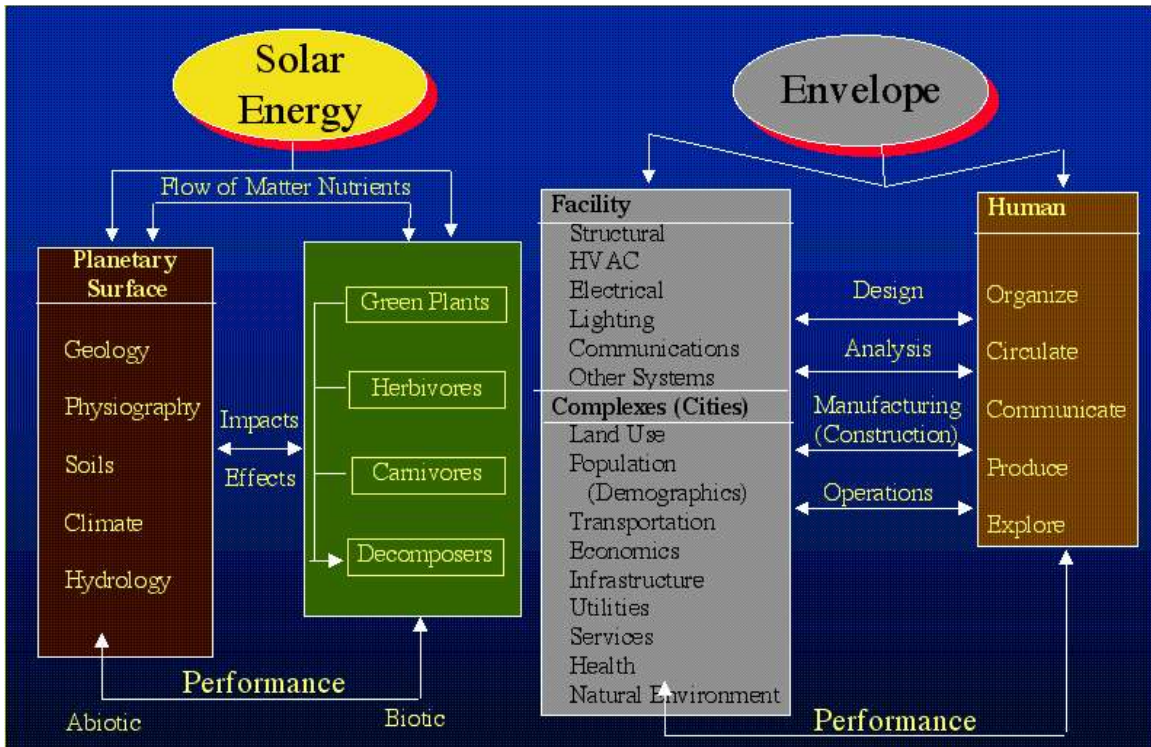 Solar
Energy
Flow of Matter Nutrients
Planetary
Surface
Geology
Physiography
Soils
Climate
Hydrology
Impacts
Effects
Green Plants
Herbivores
Carnivores
Decomposers
Performance
Abiotic
Biotic
Envelope
Facility
Structural
HVAC
Electrical
Lighting
Communications
Other Systems
Complexes (Cities)
Land Use
Population
(Demographics)
Transportation
Economics
Infrastructure
Utilities
Services
Health
Natural Environment
Design
Analysis
Manufacturing
(Construction)
Operations
Human
Organize
Circulate
Communicate
Produce
Explore
Performance